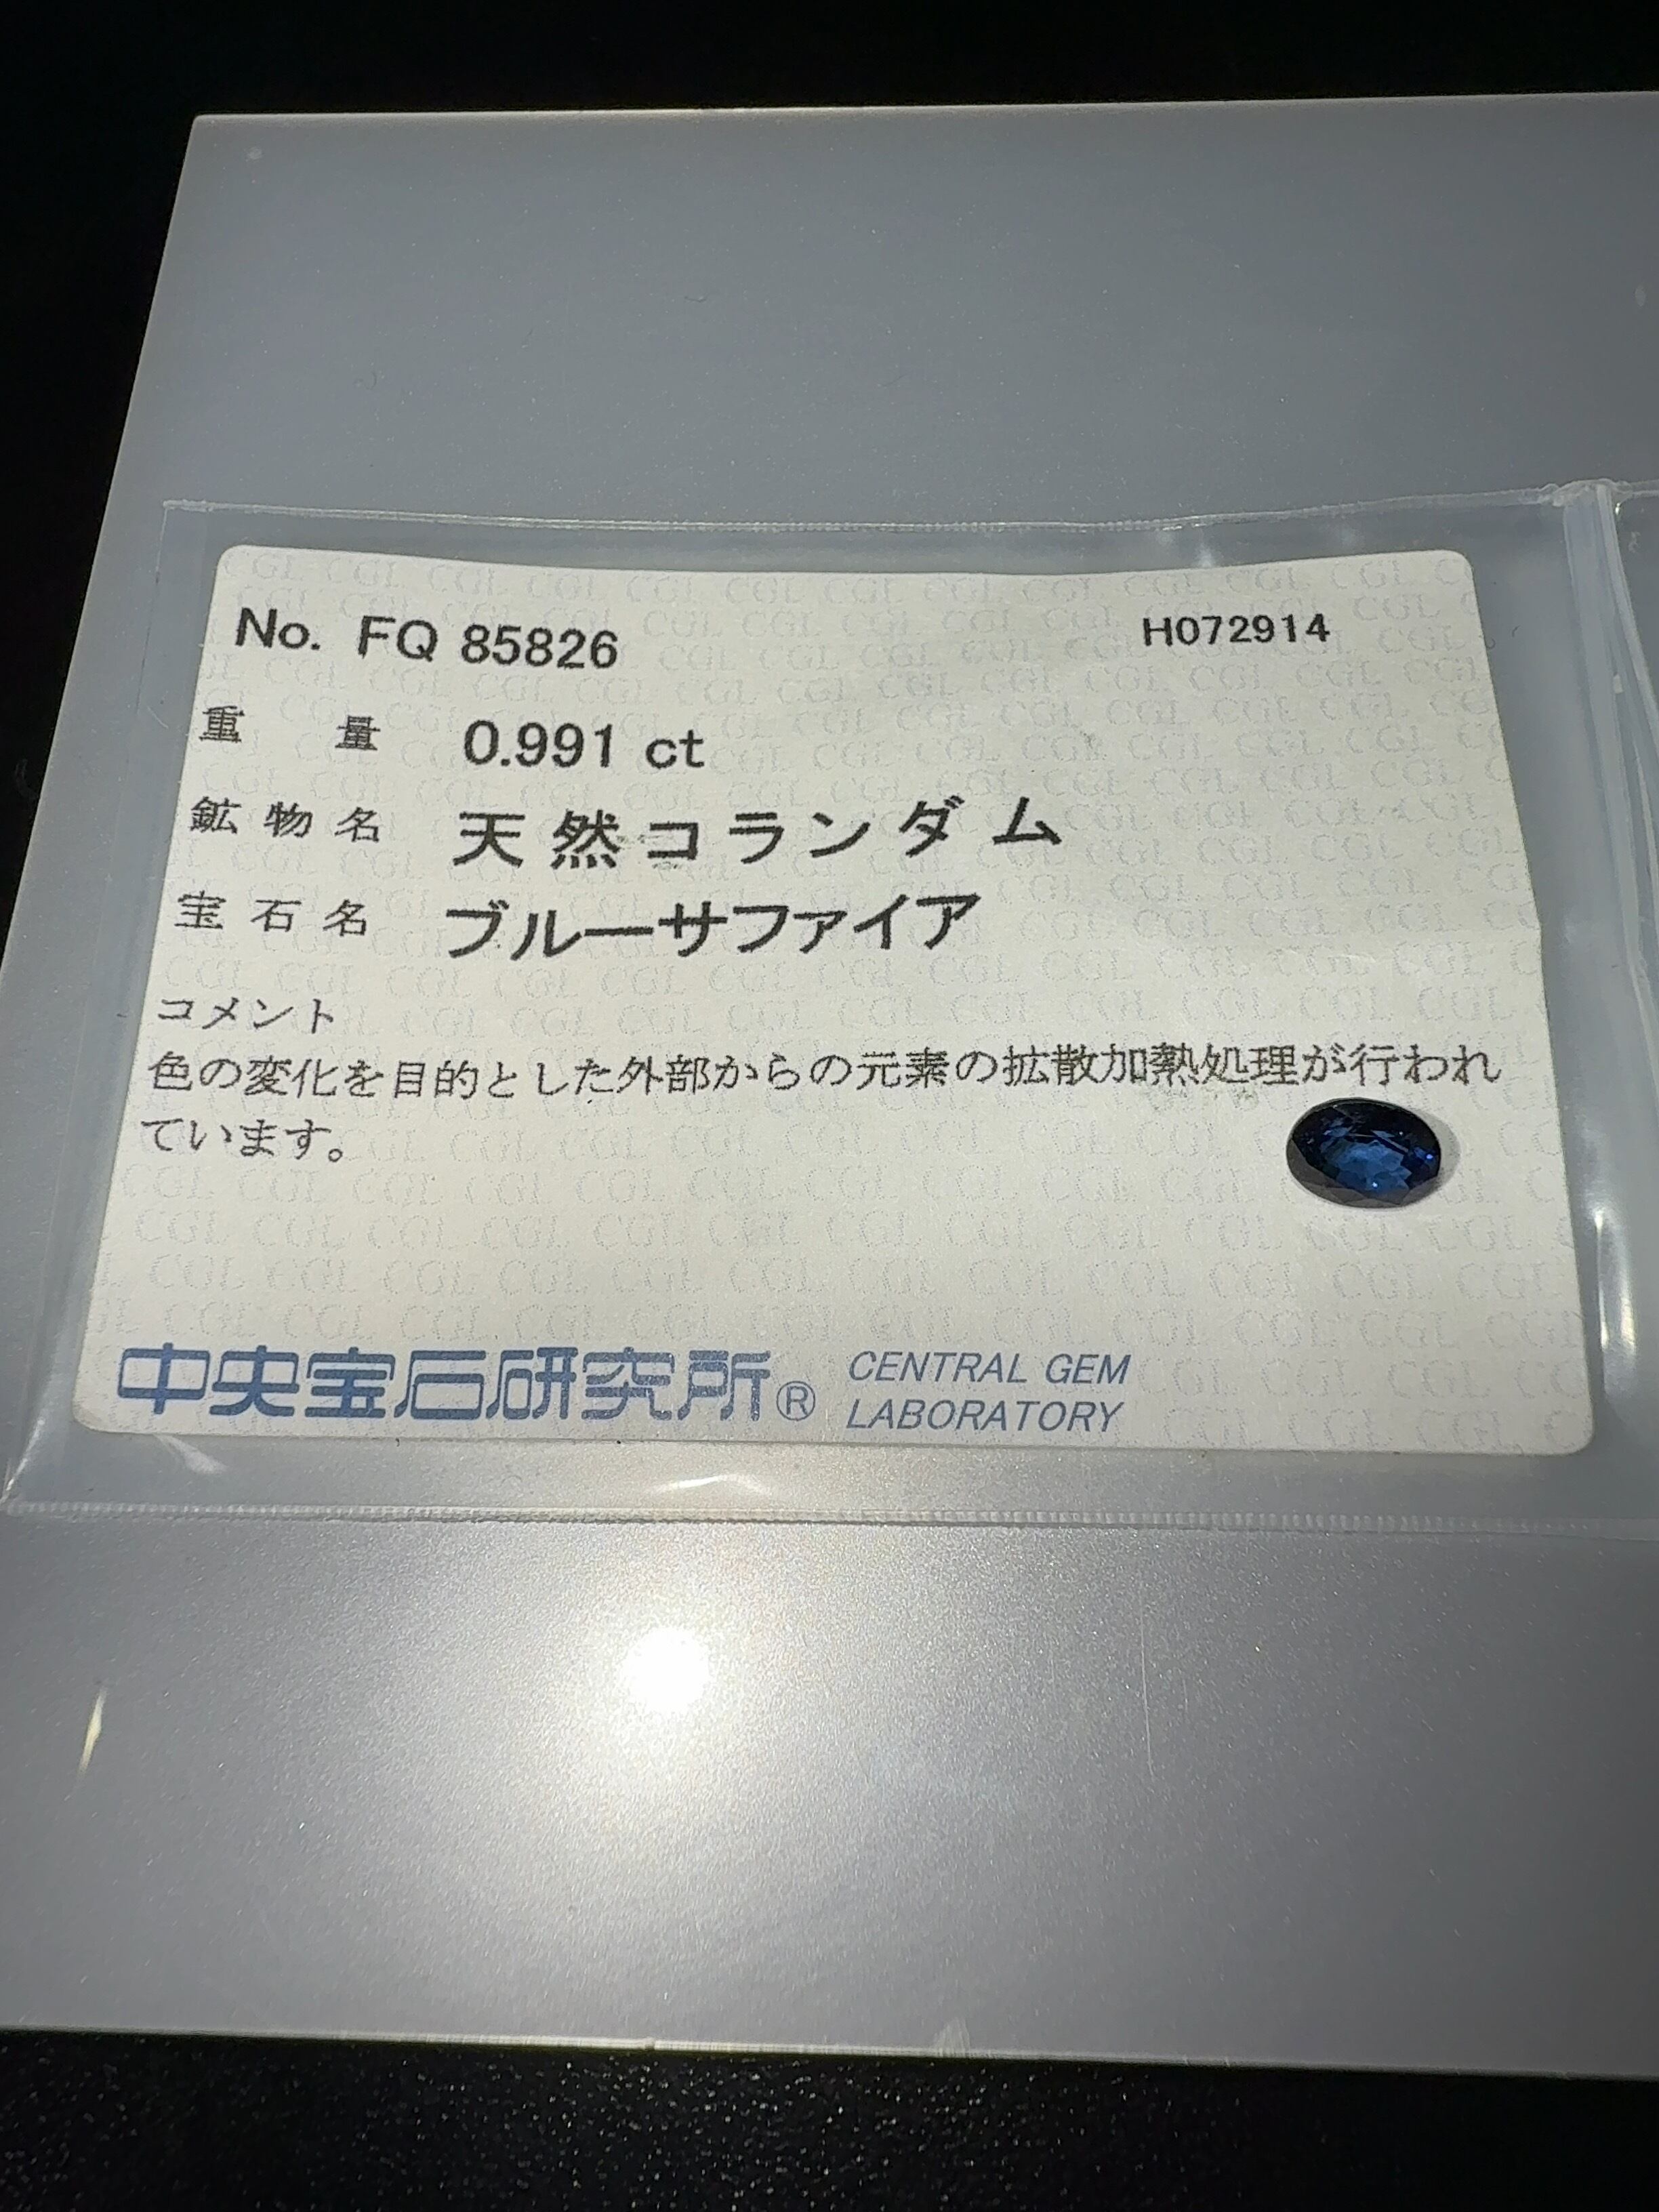 No. FQ 85826 H072914
重量 0.991 ct
鉱物名 天然コランダム
宝石名 ブルーサファイア
コメント
色の変化を目的とした外部からの元素の拡散加熱処理が行われ
ています。
中央宝石研究所® CENTRAL GEM
LABORATORY